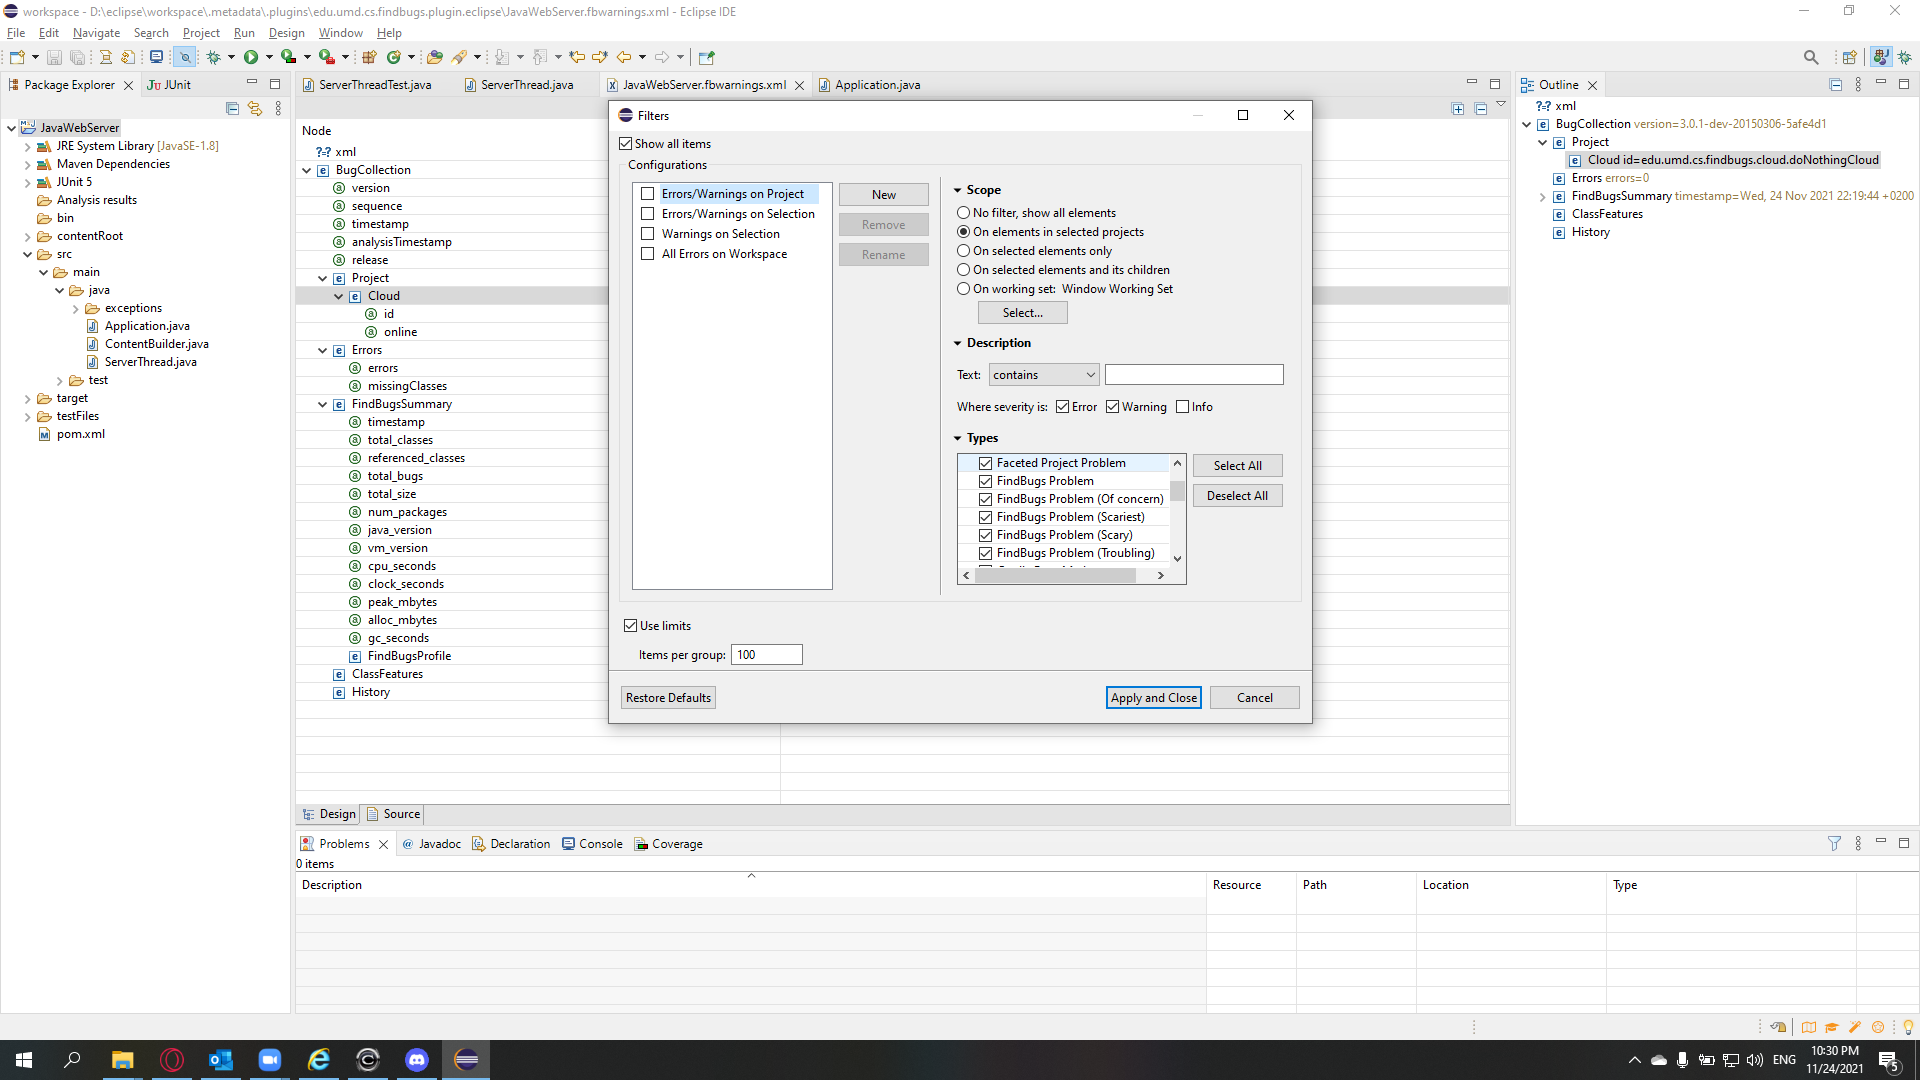 workspace - D:\eclipse\workspace\.metadata\.plugins\edu.umd.cs.findbugs.plugin.eclipse\JavaWebServer.fbwarnings.xml - Eclipse IDE
File Edit Navigate Search Project Run Design Window Help
Package Explorer
JUnit
JavaWebServer
JRE System Library [JavaSE-1.8]
Maven Dependencies
JUnit 5
Analysis results
bin
contentRoot
src
main
java
exceptions
Application.java
ContentBuilder.java
ServerThread.java
test
target
testFiles
pom.xml
ServerThreadTest.java
ServerThread.java
JavaWebServer.fbwarnings.xml
Application.java
Node
xml
BugCollection
version
sequence
timestamp
analysisTimestamp
release
Project
Cloud
id
online
Errors
errors
missingClasses
FindBugsSummary
timestamp
total_classes
referenced_classes
total_bugs
total_size
num_packages
java_version
vm_version
cpu_seconds
clock_seconds
peak_mbytes
alloc_mbytes
gc_seconds
FindBugsProfile
ClassFeatures
History
Design
Source
Filters
Show all items
Configurations
Errors/Warnings on Project
Errors/Warnings on Selection
Warnings on Selection
All Errors on Workspace
New
Remove
Rename
Scope
No filter, show all elements
On elements in selected projects
On selected elements only
On selected elements and its children
On working set: Window Working Set
Select...
Description
Text: contains
Where severity is: Error Warning Info
Types
Faceted Project Problem
FindBugs Problem
FindBugs Problem (Of concern)
FindBugs Problem (Scariest)
FindBugs Problem (Scary)
FindBugs Problem (Troubling)
Select All
Deselect All
Use limits
Items per group: 100
Restore Defaults
Apply and Close
Cancel
Outline
xml
BugCollection version=3.0.1-dev-20150306-5afe4d1
Project
Cloud id=edu.umd.cs.findbugs.cloud.doNothingCloud
Errors errors=0
FindBugsSummary timestamp=Wed, 24 Nov 2021 22:19:44 +0200
ClassFeatures
History
Problems
Javadoc
Declaration
Console
Coverage
0 items
Description
Resource
Path
Location
Type
ENG
10:30 PM
11/24/2021
5